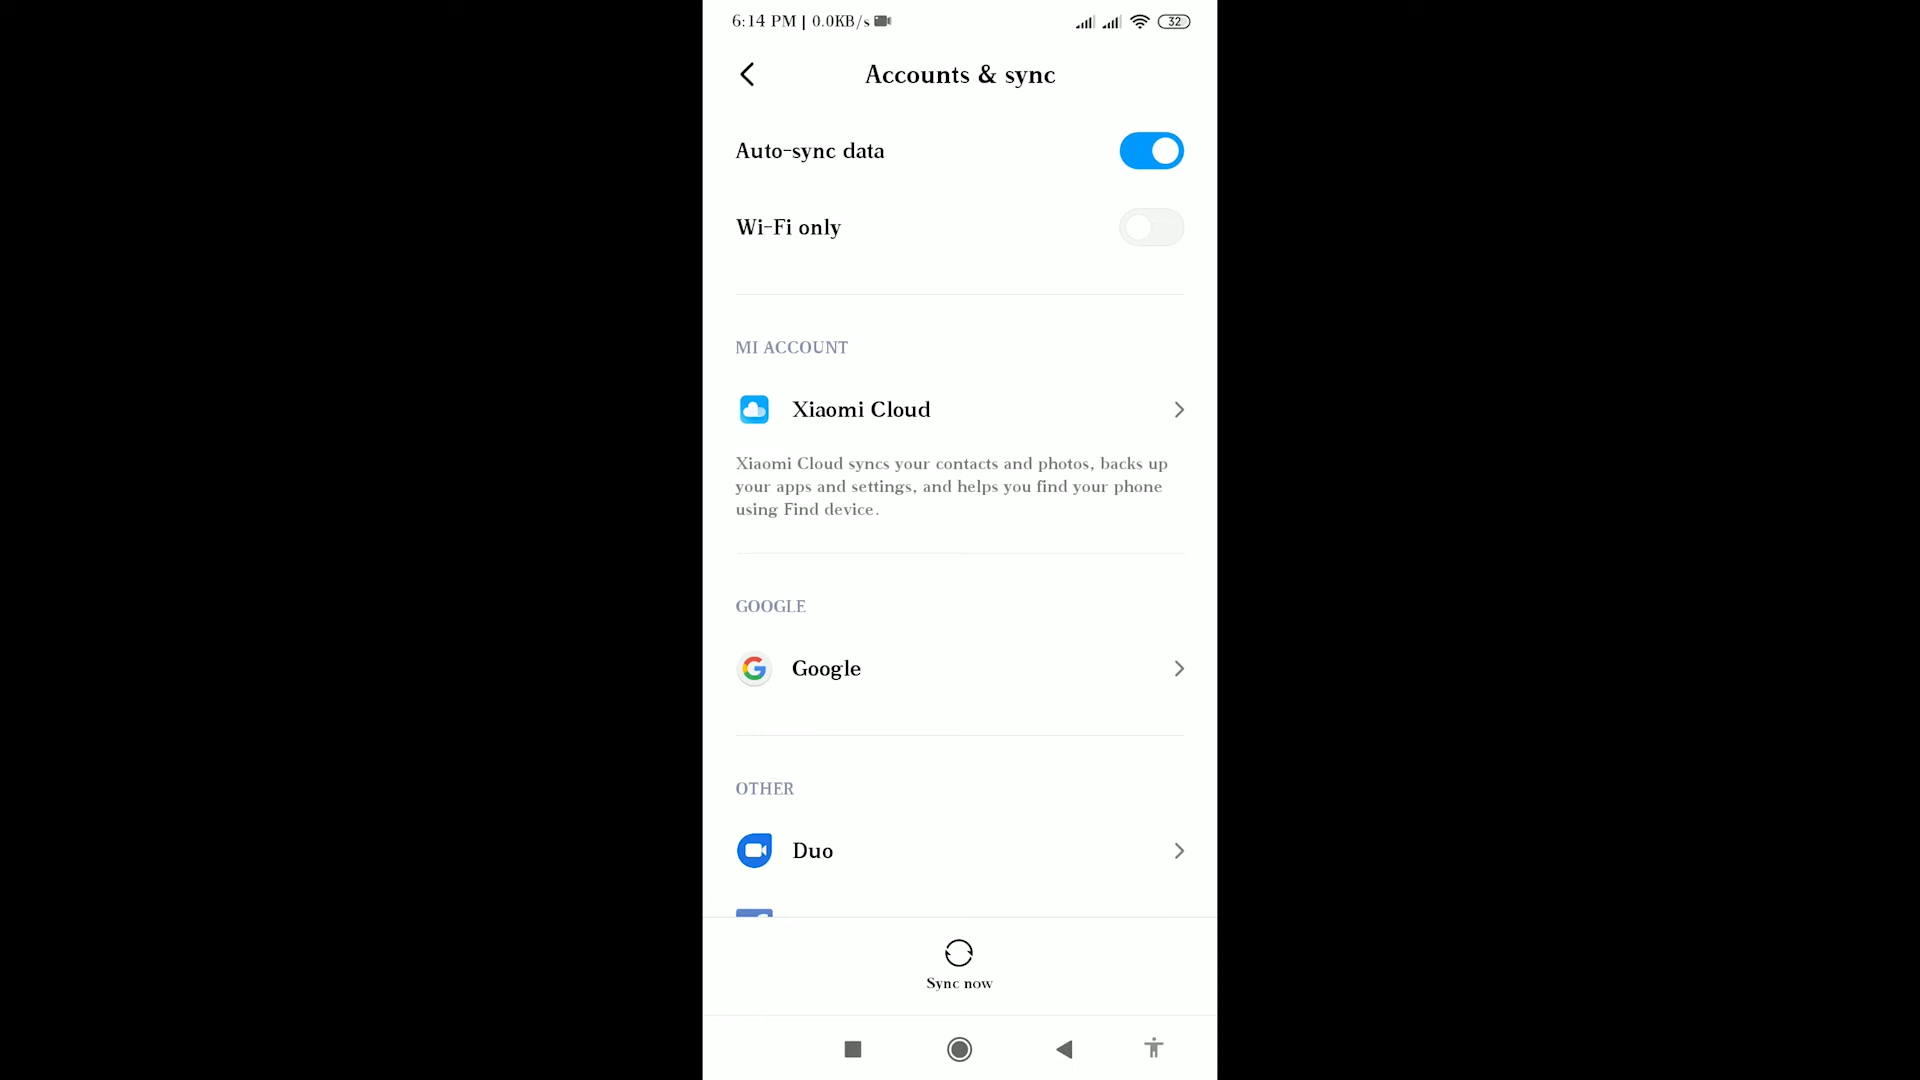 6:14 PM | 0.0KB/s
32
Accounts & sync
Auto-sync data
Wi-Fi only
MI ACCOUNT
Xiaomi Cloud
Xiaomi Cloud syncs your contacts and photos, backs up
your apps and settings, and helps you find your phone
using Find device.
GOOGLE
Google
OTHER
Duo
Sync now